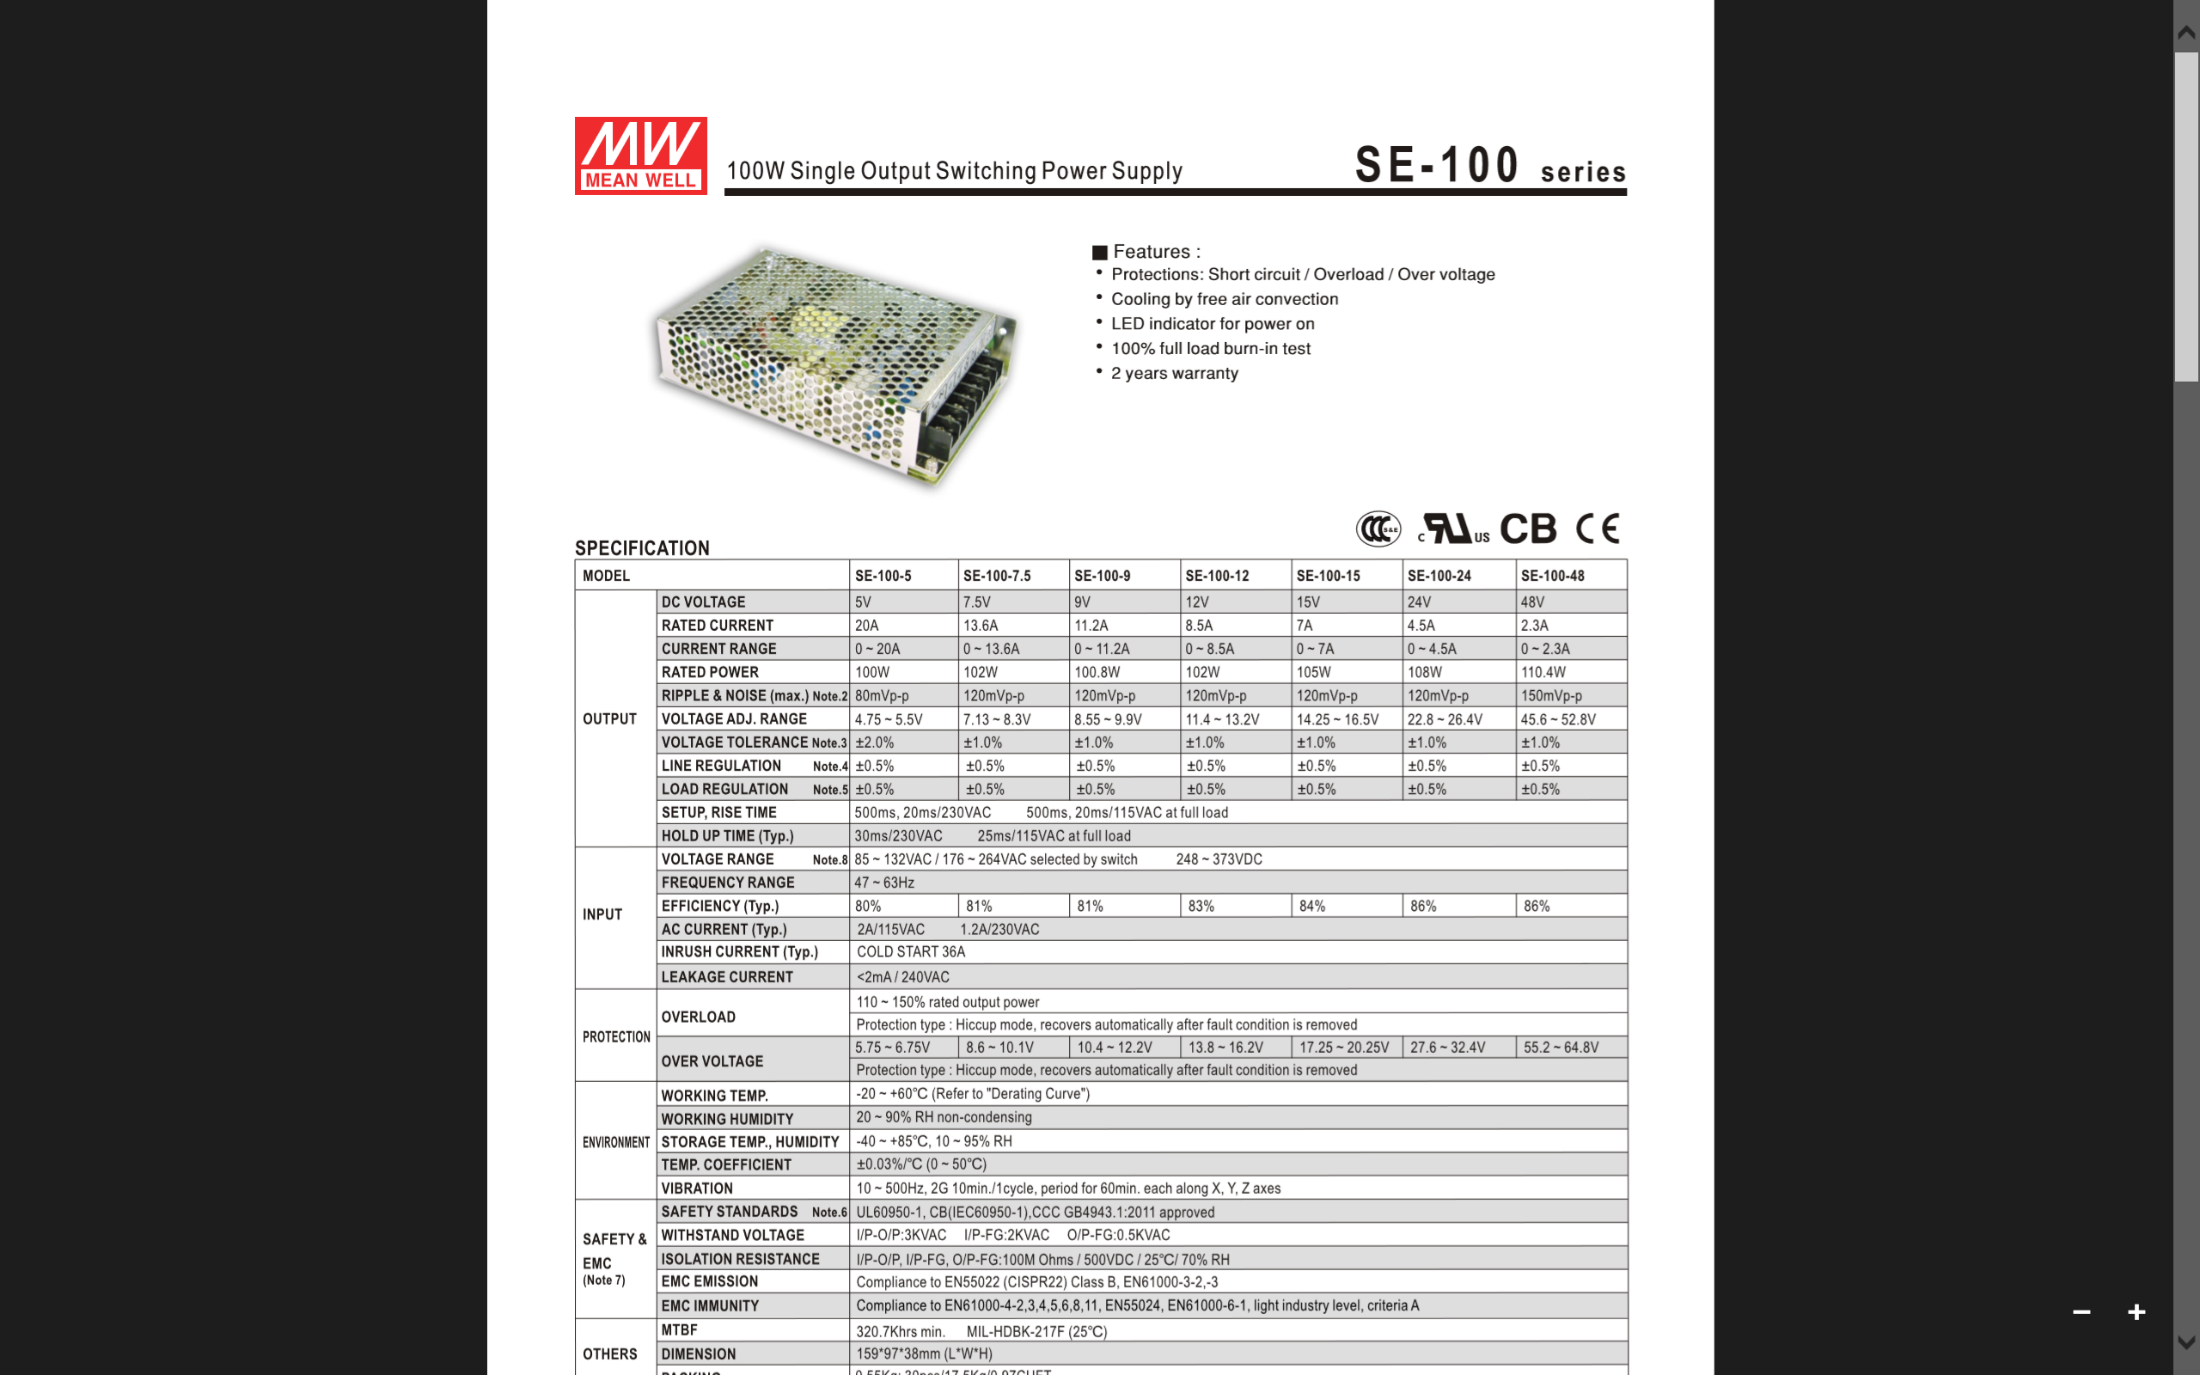 MW
MEAN WELL
100W Single Output Switching Power Supply
SE-100 series
■ Features :
• Protections: Short circuit / Overload / Over voltage
• Cooling by free air convection
• LED indicator for power on
• 100% full load burn-in test
• 2 years warranty
CCC S&E c RU US CB CE
SPECIFICATION
MODEL SE-100-5 SE-100-7.5 SE-100-9 SE-100-12 SE-100-15 SE-100-24 SE-100-48
OUTPUT
DC VOLTAGE 5V 7.5V 9V 12V 15V 24V 48V
RATED CURRENT 20A 13.6A 11.2A 8.5A 7A 4.5A 2.3A
CURRENT RANGE 0 ~ 20A 0 ~ 13.6A 0 ~ 11.2A 0 ~ 8.5A 0 ~ 7A 0 ~ 4.5A 0 ~ 2.3A
RATED POWER 100W 102W 100.8W 102W 105W 108W 110.4W
RIPPLE & NOISE (max.) Note.2 80mVp-p 120mVp-p 120mVp-p 120mVp-p 120mVp-p 120mVp-p 150mVp-p
VOLTAGE ADJ. RANGE 4.75 ~ 5.5V 7.13 ~ 8.3V 8.55 ~ 9.9V 11.4 ~ 13.2V 14.25 ~ 16.5V 22.8 ~ 26.4V 45.6 ~ 52.8V
VOLTAGE TOLERANCE Note.3 ±2.0% ±1.0% ±1.0% ±1.0% ±1.0% ±1.0% ±1.0%
LINE REGULATION Note.4 ±0.5% ±0.5% ±0.5% ±0.5% ±0.5% ±0.5% ±0.5%
LOAD REGULATION Note.5 ±0.5% ±0.5% ±0.5% ±0.5% ±0.5% ±0.5% ±0.5%
SETUP, RISE TIME 500ms, 20ms/230VAC 500ms, 20ms/115VAC at full load
HOLD UP TIME (Typ.) 30ms/230VAC 25ms/115VAC at full load
INPUT
VOLTAGE RANGE Note.8 85 ~ 132VAC / 176 ~ 264VAC selected by switch 248 ~ 373VDC
FREQUENCY RANGE 47 ~ 63Hz
EFFICIENCY (Typ.) 80% 81% 81% 83% 84% 86% 86%
AC CURRENT (Typ.) 2A/115VAC 1.2A/230VAC
INRUSH CURRENT (Typ.) COLD START 36A
LEAKAGE CURRENT <2mA / 240VAC
PROTECTION
OVERLOAD 110 ~ 150% rated output power
Protection type : Hiccup mode, recovers automatically after fault condition is removed
OVER VOLTAGE 5.75 ~ 6.75V 8.6 ~ 10.1V 10.4 ~ 12.2V 13.8 ~ 16.2V 17.25 ~ 20.25V 27.6 ~ 32.4V 55.2 ~ 64.8V
Protection type : Hiccup mode, recovers automatically after fault condition is removed
ENVIRONMENT
WORKING TEMP. -20 ~ +60℃ (Refer to "Derating Curve")
WORKING HUMIDITY 20 ~ 90% RH non-condensing
STORAGE TEMP., HUMIDITY -40 ~ +85℃, 10 ~ 95% RH
TEMP. COEFFICIENT ±0.03%/℃ (0 ~ 50℃)
VIBRATION 10 ~ 500Hz, 2G 10min./1cycle, period for 60min. each along X, Y, Z axes
SAFETY &
EMC
(Note 7)
SAFETY STANDARDS Note.6 UL60950-1, CB(IEC60950-1),CCC GB4943.1:2011 approved
WITHSTAND VOLTAGE I/P-O/P:3KVAC I/P-FG:2KVAC O/P-FG:0.5KVAC
ISOLATION RESISTANCE I/P-O/P, I/P-FG, O/P-FG:100M Ohms / 500VDC / 25℃/ 70% RH
EMC EMISSION Compliance to EN55022 (CISPR22) Class B, EN61000-3-2,-3
EMC IMMUNITY Compliance to EN61000-4-2,3,4,5,6,8,11, EN55024, EN61000-6-1, light industry level, criteria A
OTHERS
MTBF 320.7Khrs min. MIL-HDBK-217F (25℃)
DIMENSION 159*97*38mm (L*W*H)
PACKING 0.55Kg; 30pcs/17.5Kg/0.97CUFT